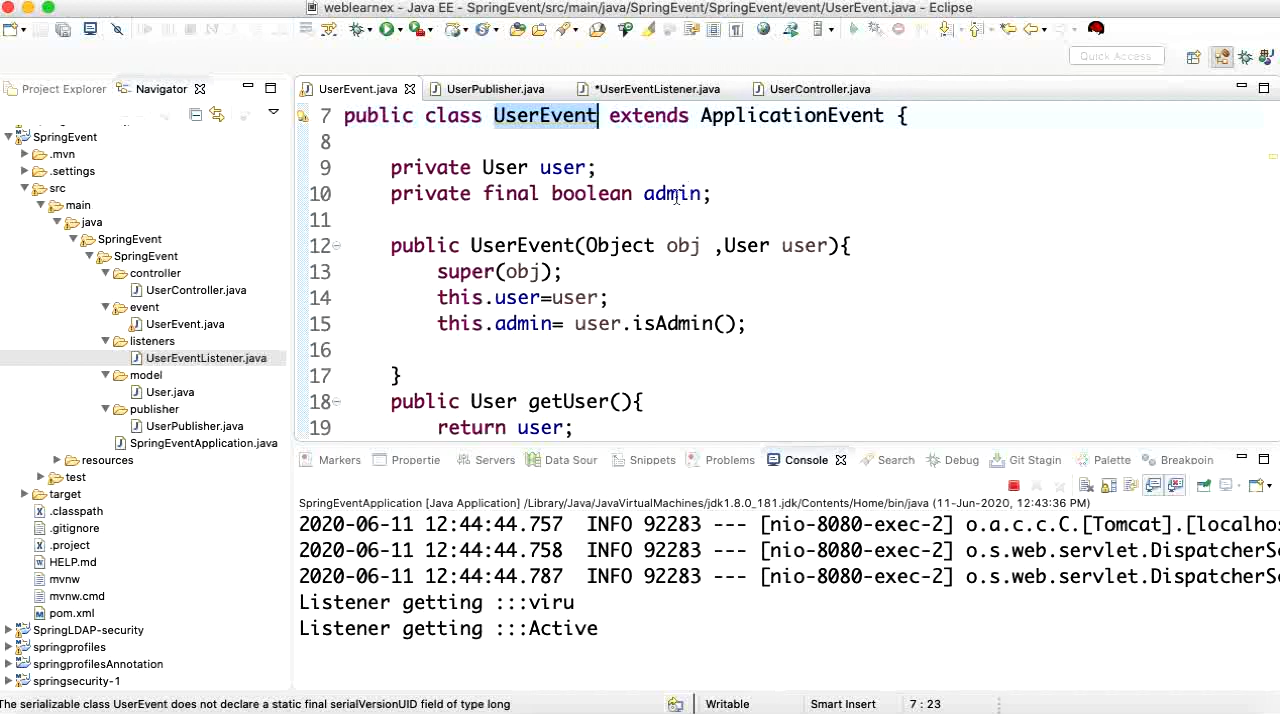 weblearnex - Java EE - SpringEvent/src/main/java/SpringEvent/SpringEvent/event/UserEvent.java - Eclipse
Quick Access
Project Explorer
Navigator
UserEvent.java
UserPublisher.java
*UserEventListener.java
UserController.java
SpringEvent
.mvn
.settings
src
main
java
SpringEvent
SpringEvent
controller
UserController.java
event
UserEvent.java
listeners
UserEventListener.java
model
User.java
publisher
UserPublisher.java
SpringEventApplication.java
resources
test
target
.classpath
.gitignore
.project
HELP.md
mvnw
mvnw.cmd
pom.xml
SpringLDAP-security
springprofiles
springprofilesAnnotation
springsecurity-1
7 public class UserEvent extends ApplicationEvent {
8
9 private User user;
10 private final boolean admin;
11
12 public UserEvent(Object obj ,User user){
13 super(obj);
14 this.user=user;
15 this.admin= user.isAdmin();
16
17 }
18 public User getUser(){
19 return user;
Markers
Propertie
Servers
Data Sour
Snippets
Problems
Console
Search
Debug
Git Stagin
Palette
Breakpoin
SpringEventApplication [Java Application] /Library/Java/JavaVirtualMachines/jdk1.8.0_181.jdk/Contents/Home/bin/java (11-Jun-2020, 12:43:36 PM)
2020-06-11 12:44:44.757 INFO 92283 --- [nio-8080-exec-2] o.a.c.c.C.[Tomcat].[localhos
2020-06-11 12:44:44.758 INFO 92283 --- [nio-8080-exec-2] o.s.web.servlet.DispatcherSe
2020-06-11 12:44:44.787 INFO 92283 --- [nio-8080-exec-2] o.s.web.servlet.DispatcherSe
Listener getting :::viru
Listener getting :::Active
The serializable class UserEvent does not declare a static final serialVersionUID field of type long
Writable
Smart Insert
7 : 23